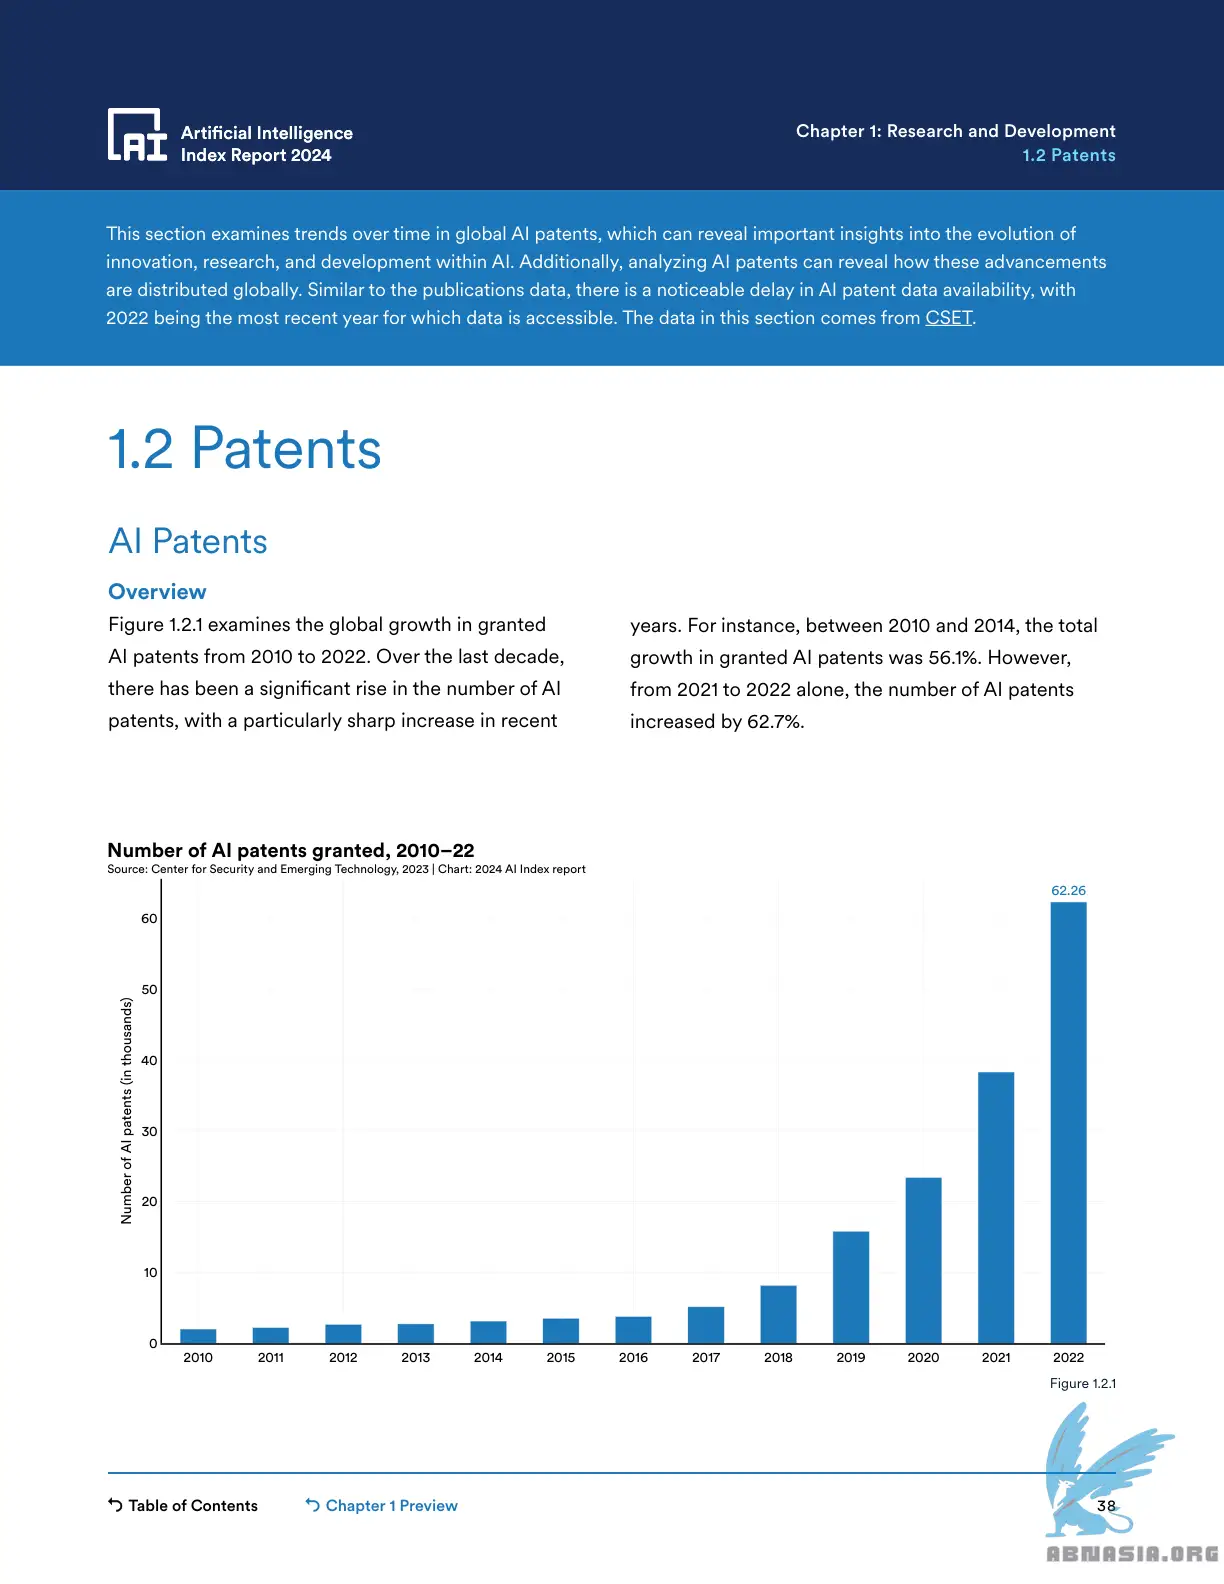 AI
Artificial Intelligence
Index Report 2024
Chapter 1: Research and Development
1.2 Patents
This section examines trends over time in global AI patents, which can reveal important insights into the evolution of
innovation, research, and development within AI. Additionally, analyzing AI patents can reveal how these advancements
are distributed globally. Similar to the publications data, there is a noticeable delay in AI patent data availability, with
2022 being the most recent year for which data is accessible. The data in this section comes from CSET.
1.2 Patents
AI Patents
Overview
Figure 1.2.1 examines the global growth in granted
AI patents from 2010 to 2022. Over the last decade,
there has been a significant rise in the number of AI
patents, with a particularly sharp increase in recent
years. For instance, between 2010 and 2014, the total
growth in granted AI patents was 56.1%. However,
from 2021 to 2022 alone, the number of AI patents
increased by 62.7%.
Number of AI patents granted, 2010–22
Source: Center for Security and Emerging Technology, 2023 | Chart: 2024 AI Index report
62.26
60
50
40
30
20
10
0
Number of AI patents (in thousands)
2010 2011 2012 2013 2014 2015 2016 2017 2018 2019 2020 2021 2022
Figure 1.2.1
Table of Contents
Chapter 1 Preview
38
ABNASIA.ORG